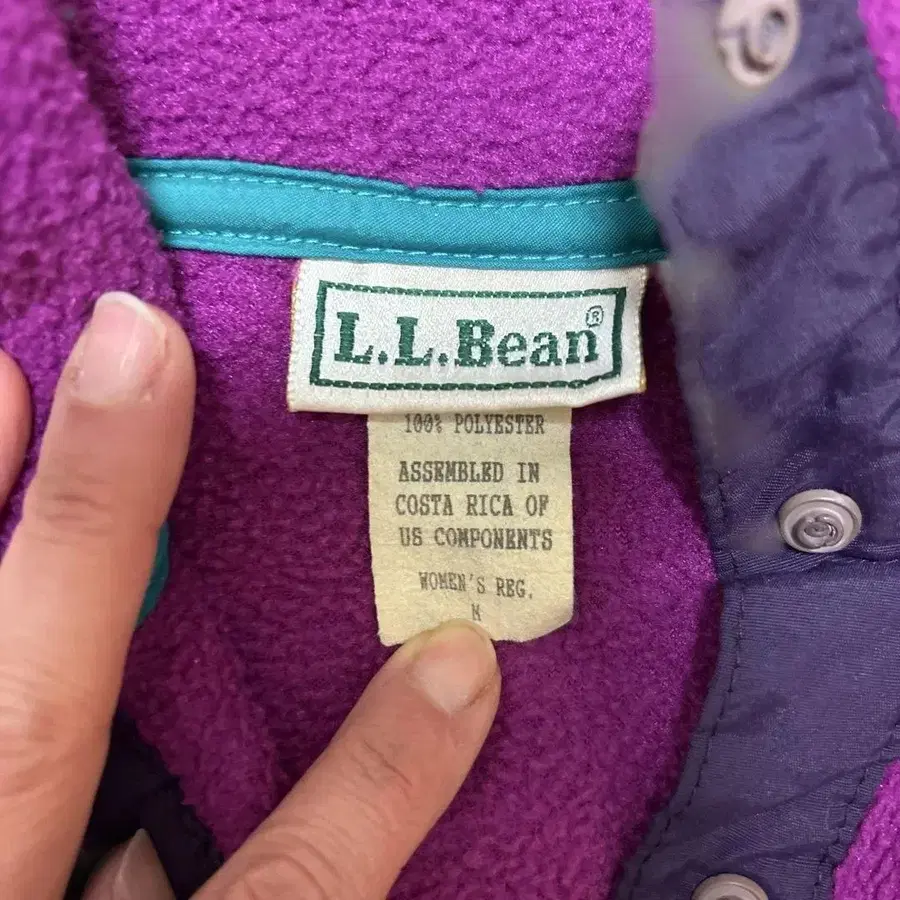 L.L.Bean®
100% POLYESTER
ASSEMBLED IN
COSTA RICA OF
US COMPONENTS
WOMEN'S REG.
M